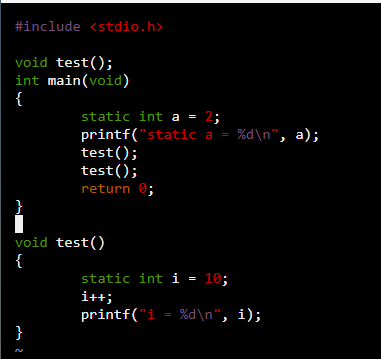 #include <stdio.h>

void test();
int main(void)
{
        static int a = 2;
        printf("static a = %d\n", a);
        test();
        test();
        return 0;
}

void test()
{
        static int i = 10;
        i++;
        printf("i = %d\n", i);
}
~